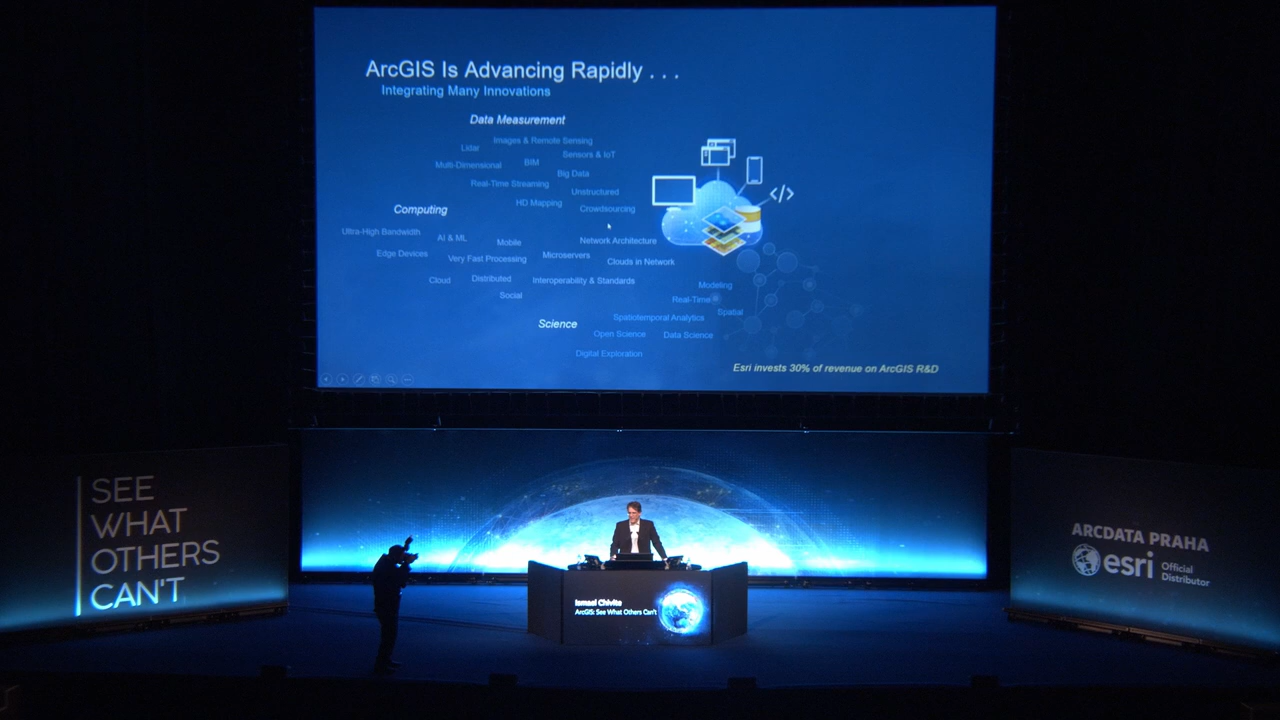 ArcGIS Is Advancing Rapidly . . .
Integrating Many Innovations
Data Measurement
Images & Remote Sensing
Lidar
Sensors & IoT
Multi-Dimensional
BIM
Big Data
Real-Time Streaming
Unstructured
HD Mapping
Crowdsourcing
Computing
Ultra-High Bandwidth
AI & ML
Mobile
Network Architecture
Edge Devices
Very Fast Processing
Microservers
Clouds in Network
Cloud
Distributed
Interoperability & Standards
Social
Modeling
Real-Time
Spatial
Spatiotemporal Analytics
Science
Open Science
Data Science
Digital Exploration
Esri invests 30% of revenue on ArcGIS R&D
</>
SEE
WHAT
OTHERS
CAN'T
Ismael Chivite
ArcGIS: See What Others Can't
ARCDATA PRAHA
esri Official
Distributor